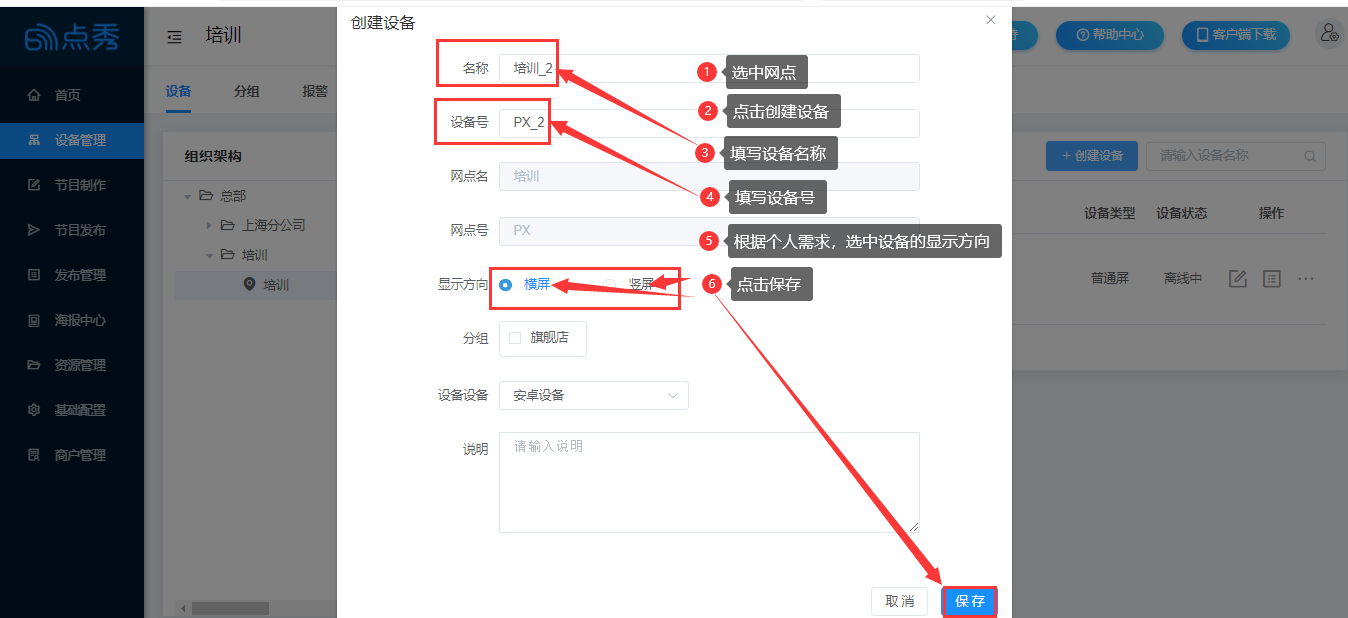 点秀
首页
设备管理
节目制作
节目发布
发布管理
海报中心
资源管理
基础配置
商户管理
培训
设备
分组
报警
组织架构
总部
上海分公司
培训
培训
创建设备
名称
培训_2
设备号
PX_2
网点名
培训
网点号
PX
显示方向
横屏
竖屏
分组
旗舰店
设备设备
安卓设备
说明
请输入说明
取消
保存
1 选中网点
2 点击创建设备
3 填写设备名称
4 填写设备号
5 根据个人需求，选中设备的显示方向
6 点击保存
帮助中心
客户端下载
+ 创建设备
请输入设备名称
设备类型
设备状态
操作
普通屏
离线中